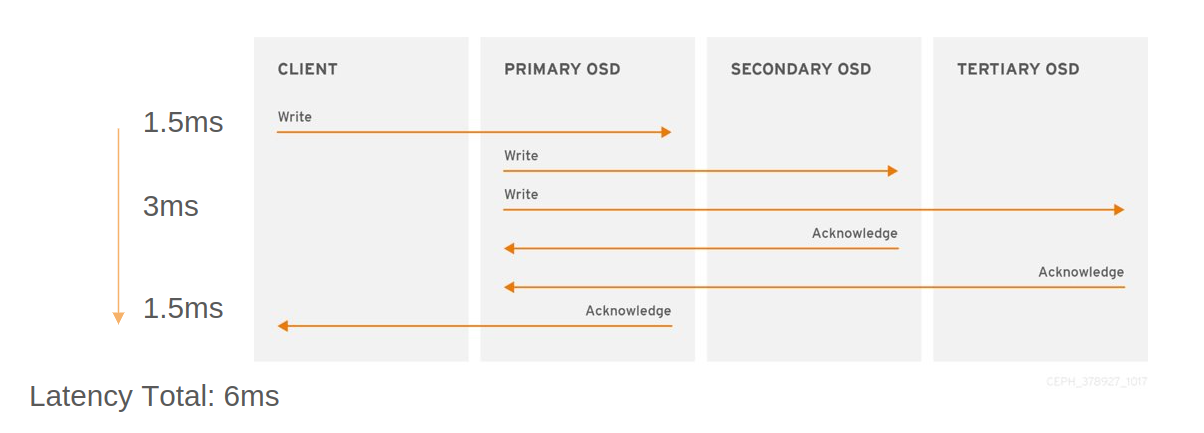 CLIENT
PRIMARY OSD
SECONDARY OSD
TERTIARY OSD
1.5ms
Write
Write
3ms
Write
Acknowledge
Acknowledge
1.5ms
Acknowledge
CEPH_378927_1017
Latency Total: 6ms